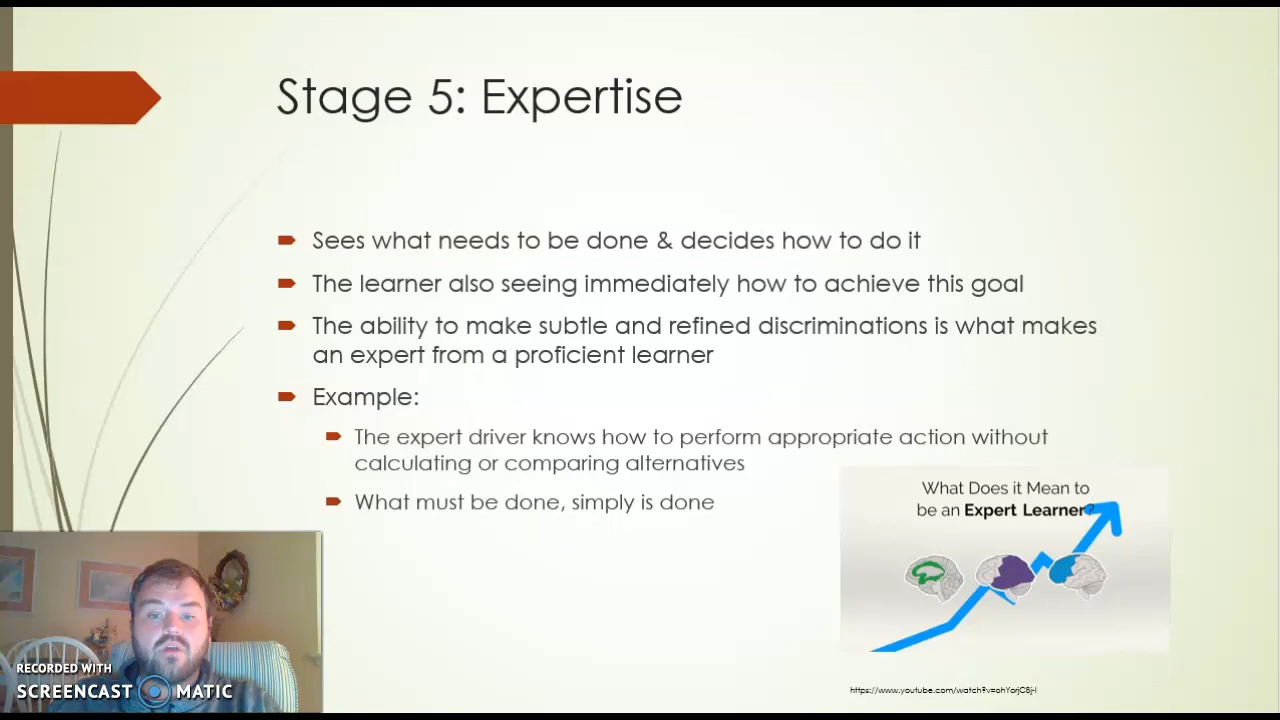 Stage 5: Expertise
Sees what needs to be done & decides how to do it
The learner also seeing immediately how to achieve this goal
The ability to make subtle and refined discriminations is what makes
an expert from a proficient learner
Example:
The expert driver knows how to perform appropriate action without
calculating or comparing alternatives
What must be done, simply is done
What Does it Mean to
be an Expert Learner?
RECORDED WITH
SCREENCAST MATIC